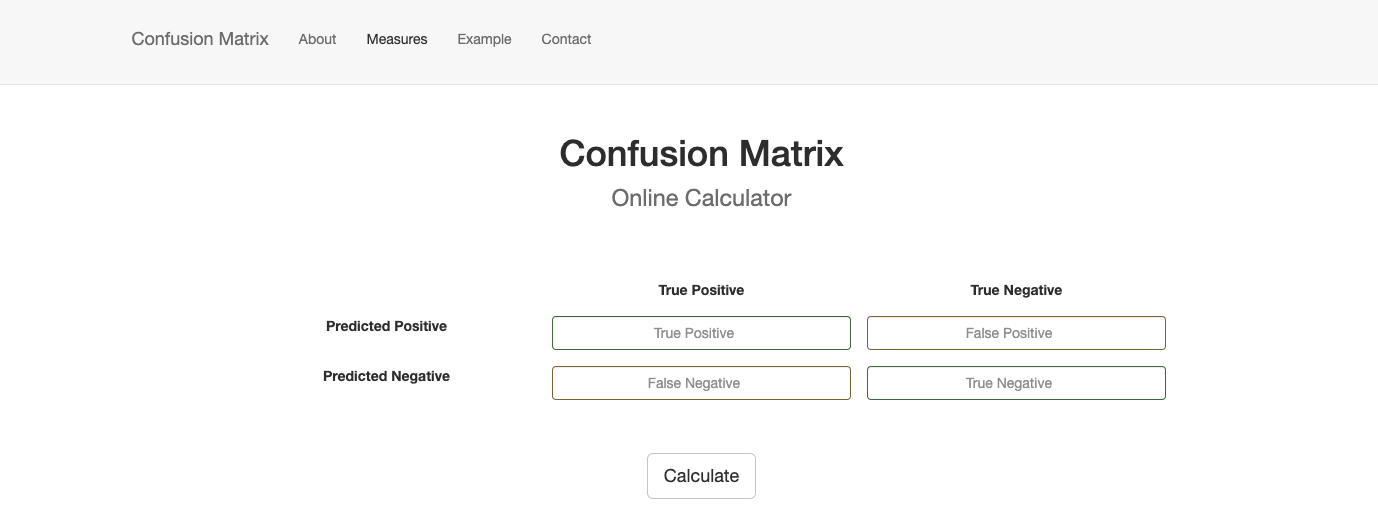 Confusion Matrix About Measures Example Contact
Confusion Matrix
Online Calculator
True Positive True Negative
Predicted Positive True Positive False Positive
Predicted Negative False Negative True Negative
Calculate